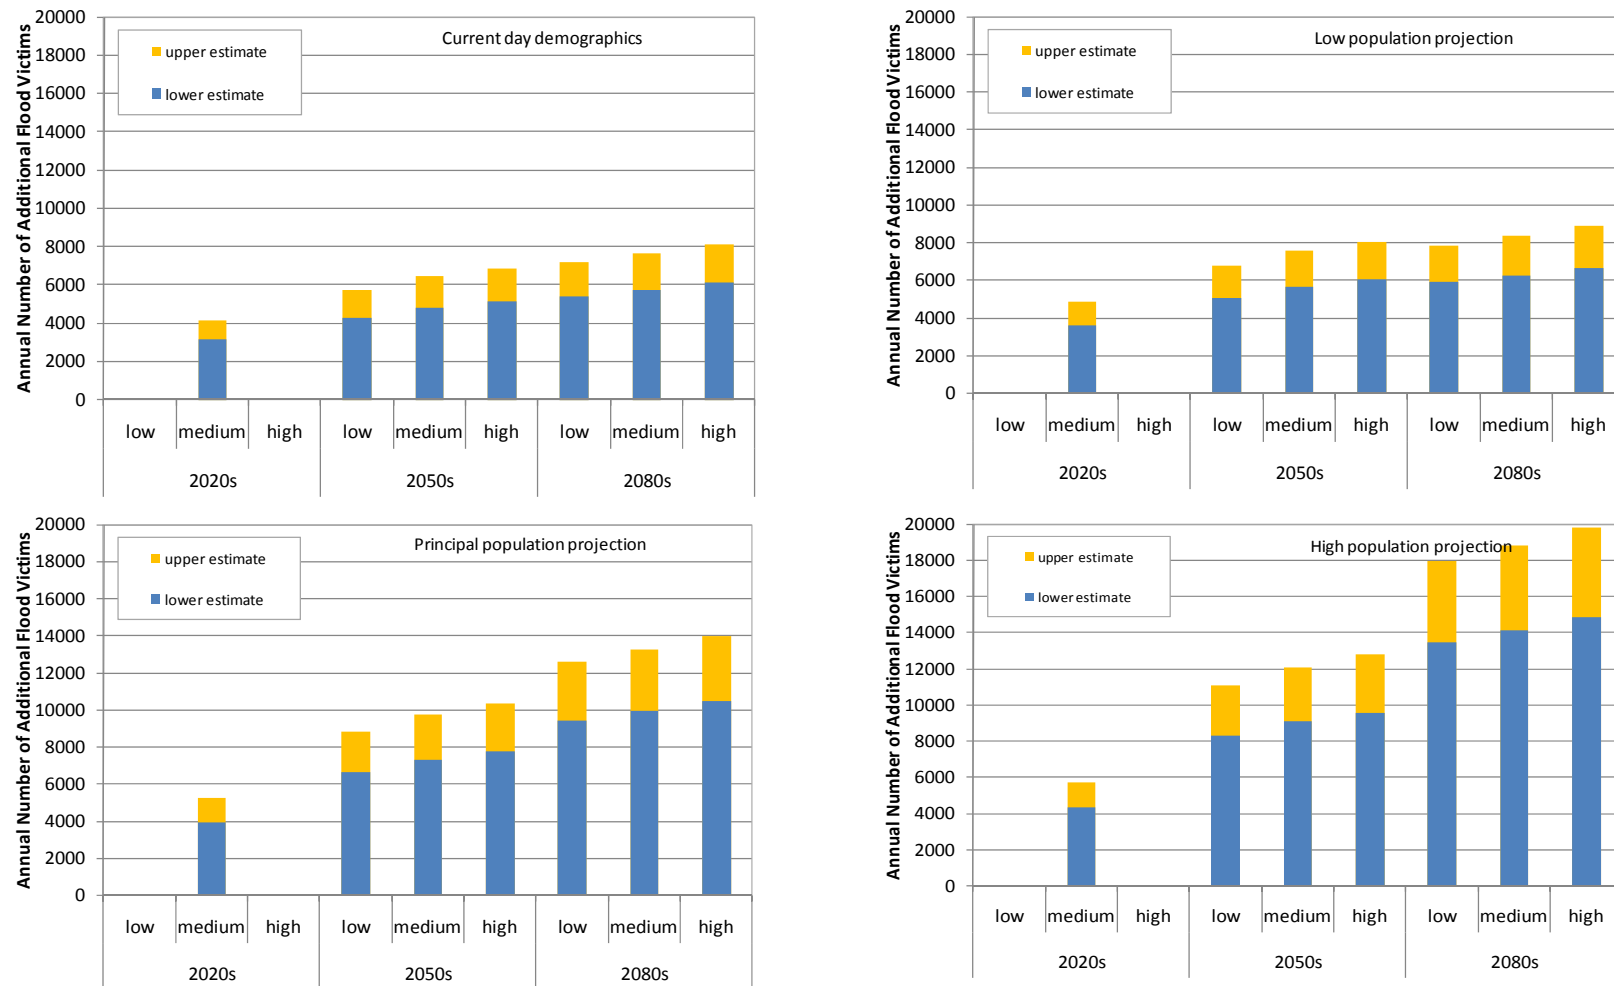 Annual Number of Additional Flood Victims
20000
18000
16000
14000
12000
10000
8000
6000
4000
2000
0
upper estimate
lower estimate
Current day demographics
low medium high low medium high low medium high
2020s 2050s 2080s
Annual Number of Additional Flood Victims
20000
18000
16000
14000
12000
10000
8000
6000
4000
2000
0
upper estimate
lower estimate
Low population projection
low medium high low medium high low medium high
2020s 2050s 2080s
Annual Number of Additional Flood Victims
20000
18000
16000
14000
12000
10000
8000
6000
4000
2000
0
upper estimate
lower estimate
Principal population projection
low medium high low medium high low medium high
2020s 2050s 2080s
Annual Number of Additional Flood Victims
20000
18000
16000
14000
12000
10000
8000
6000
4000
2000
0
upper estimate
lower estimate
High population projection
low medium high low medium high low medium high
2020s 2050s 2080s